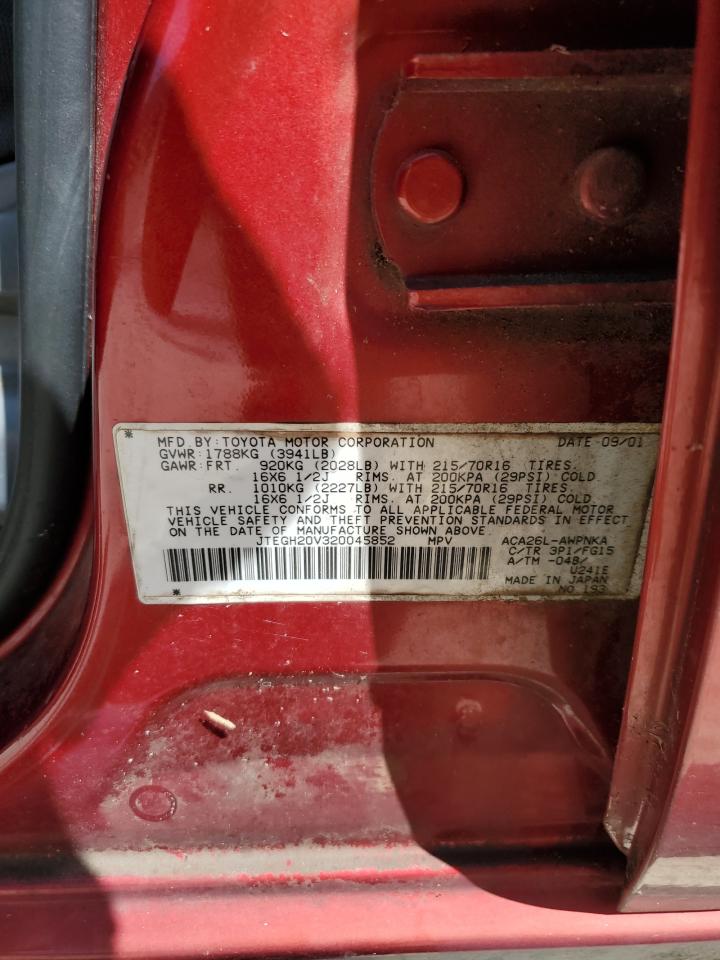 MFD. BY: TOYOTA MOTOR CORPORATION DATE 09/01
GVWR: 1788KG (3941LB)
GAWR: FRT. 920KG (2028LB) WITH 215/70R16 TIRES.
16X6 1/2J RIMS. AT 200KPA (29PSI) COLD
RR. 1010KG (2227LB) WITH 215/70R16 TIRES.
16X6 1/2J RIMS. AT 200KPA (29PSI) COLD
THIS VEHICLE CONFORMS TO ALL APPLICABLE FEDERAL MOTOR
VEHICLE SAFETY AND THEFT PREVENTION STANDARDS IN EFFECT
ON THE DATE OF MANUFACTURE SHOWN ABOVE.
JTEGH20V320045852 MPV ACA26L-AWPNKA
C/TR 3P1/FG15
A/TM -04B/
U241E
MADE IN JAPAN
NO.193